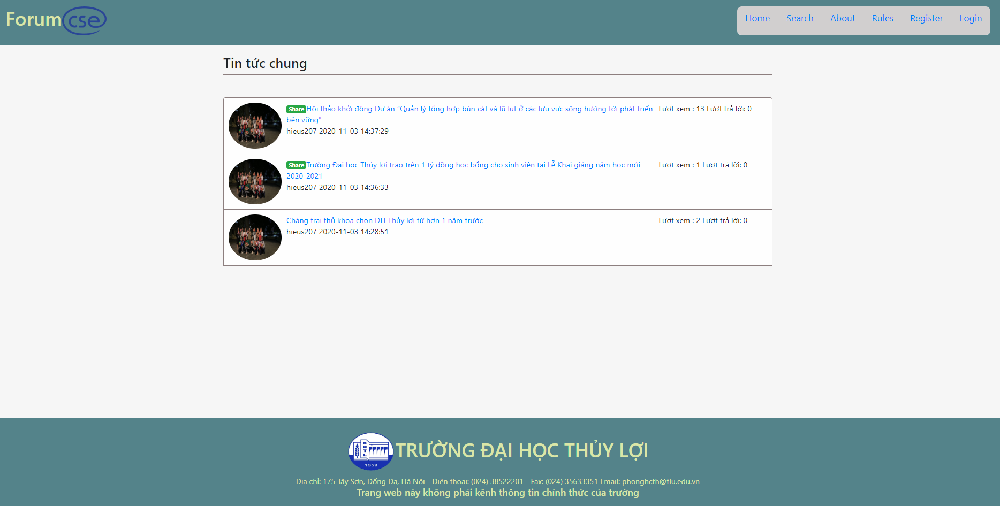 Forum cse
Home Search About Rules Register Login
Tin tức chung
Share Hội thảo khởi động Dự án “Quản lý tổng hợp bùn cát và lũ lụt ở các lưu vực sông hướng tới phát triển Lượt xem : 13 Lượt trả lời: 0
bền vững"
hieus207 2020-11-03 14:37:29
Share Trường Đại học Thủy lợi trao trên 1 tỷ đồng học bổng cho sinh viên tại Lễ Khai giảng năm học mới Lượt xem : 1 Lượt trả lời: 0
2020-2021
hieus207 2020-11-03 14:36:33
Chàng trai thủ khoa chọn ĐH Thủy lợi từ hơn 1 năm trước Lượt xem : 2 Lượt trả lời: 0
hieus207 2020-11-03 14:28:51
ĐHTL
1959
TRƯỜNG ĐẠI HỌC THỦY LỢI
Địa chỉ: 175 Tây Sơn, Đống Đa, Hà Nội - Điện thoại: (024) 38522201 - Fax: (024) 35633351 Email: phonghcth@tlu.edu.vn
Trang web này không phải kênh thông tin chính thức của trường